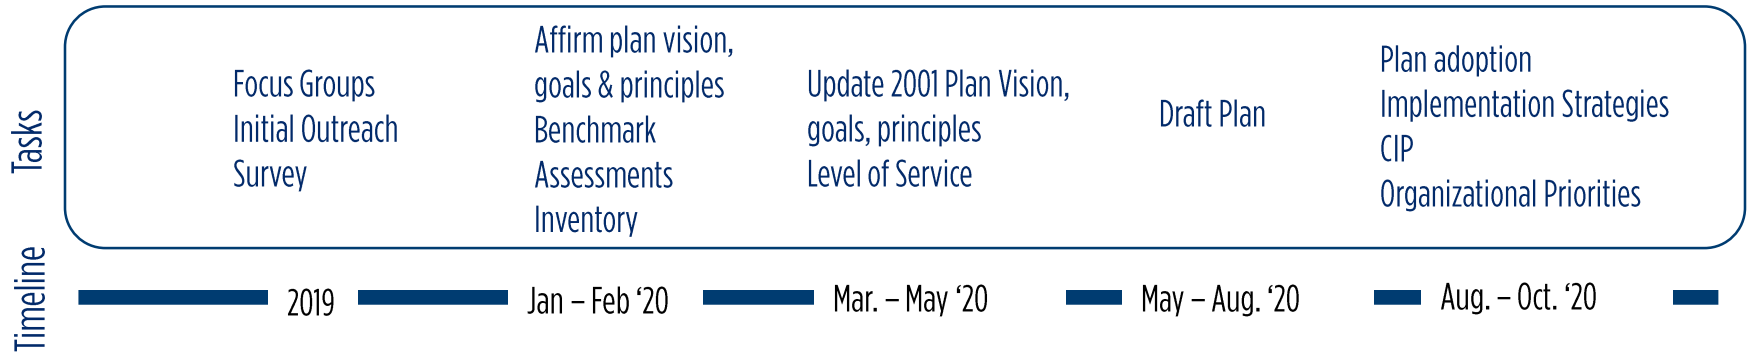 Tasks
Focus Groups
Initial Outreach
Survey
Affirm plan vision,
goals & principles
Benchmark
Assessments
Inventory
Update 2001 Plan Vision,
goals, principles
Level of Service
Draft Plan
Plan adoption
Implementation Strategies
CIP
Organizational Priorities
Timeline
2019
Jan – Feb ‘20
Mar. – May ‘20
May – Aug. ‘20
Aug. – Oct. ‘20